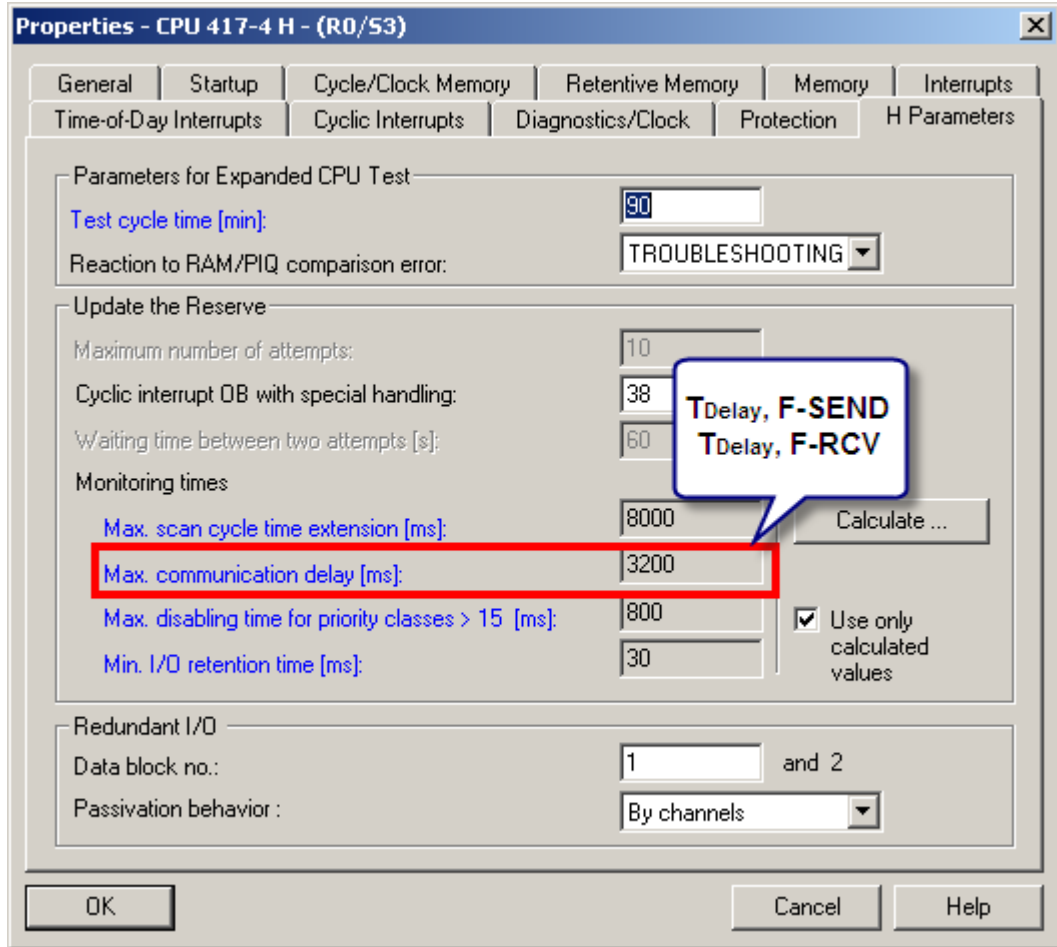 Properties - CPU 417-4 H - (R0/S3)
General Startup Cycle/Clock Memory Retentive Memory Memory Interrupts
Time-of-Day Interrupts Cyclic Interrupts Diagnostics/Clock Protection H Parameters
Parameters for Expanded CPU Test
Test cycle time [min]: 90
Reaction to RAM/PIQ comparison error: TROUBLESHOOTING
Update the Reserve
Maximum number of attempts: 10
Cyclic interrupt OB with special handling: 38
Waiting time between two attempts [s]: 60
TDelay, F-SEND
TDelay, F-RCV
Monitoring times
Max. scan cycle time extension [ms]: 8000 Calculate ...
Max. communication delay [ms]: 3200
Max. disabling time for priority classes > 15 [ms]: 800
Min. I/O retention time [ms]: 30
Use only
calculated
values
Redundant I/O
Data block no.: 1 and 2
Passivation behavior : By channels
OK Cancel Help